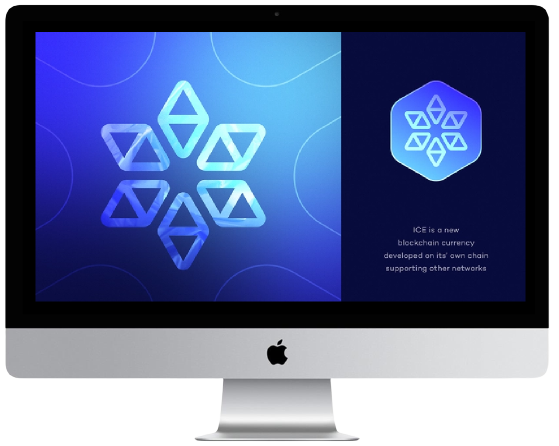 ICE is a new
blockchain currency
developed on its' own chain
supporting other networks